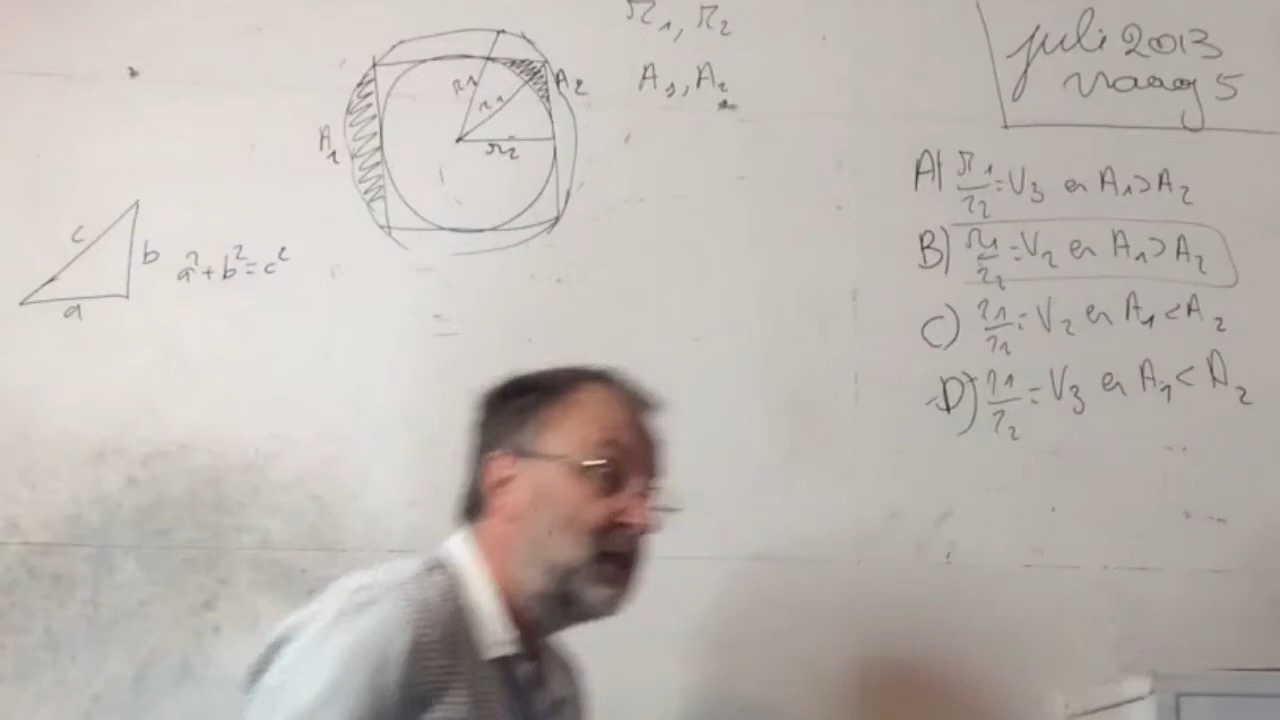 r₁, r₂
A₁, A₂
r₁
r₁
r₂
A₂
A₁
c
b
a
a² + b² = c²
juli 2013
vraag 5
A) r₁/r₂ = √3 en A₁ > A₂
B) r₁/r₂ = √2 en A₁ > A₂
C) r₁/r₂ = √2 en A₁ < A₂
D) r₁/r₂ = √3 en A₁ < A₂